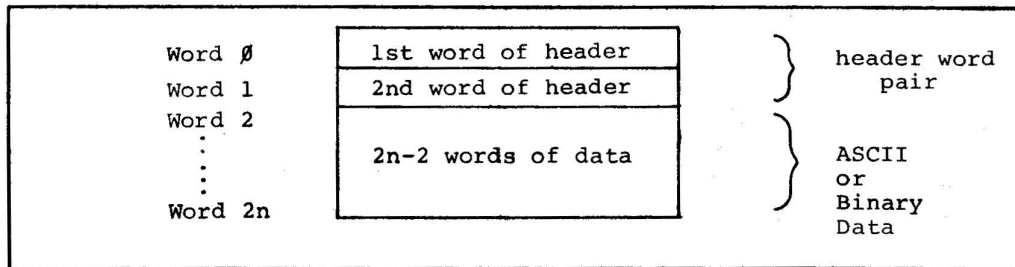 Word Ø 1st word of header header word
Word 1 2nd word of header pair
Word 2
2n-2 words of data ASCII
or
Word 2n Binary
Data